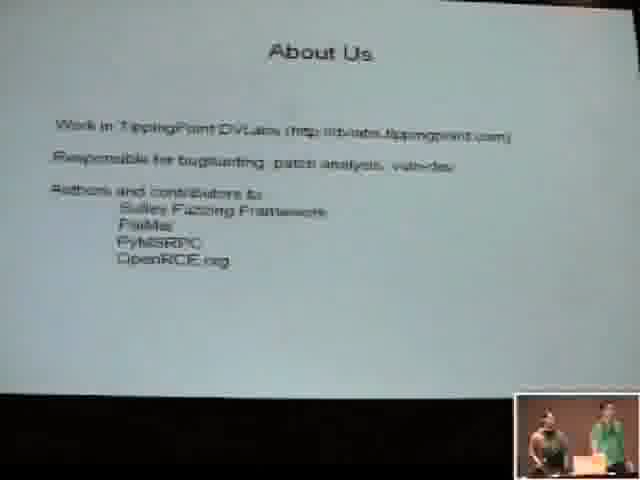 About Us
Work in TippingPoint DVLabs (http://dvlabs.tippingpoint.com)
Responsible for bughunting, patch analysis, vuln-dev
Authors and contributors to:
Sulley Fuzzing Framework
PaiMei
PyMSRPC
OpenRCE.org